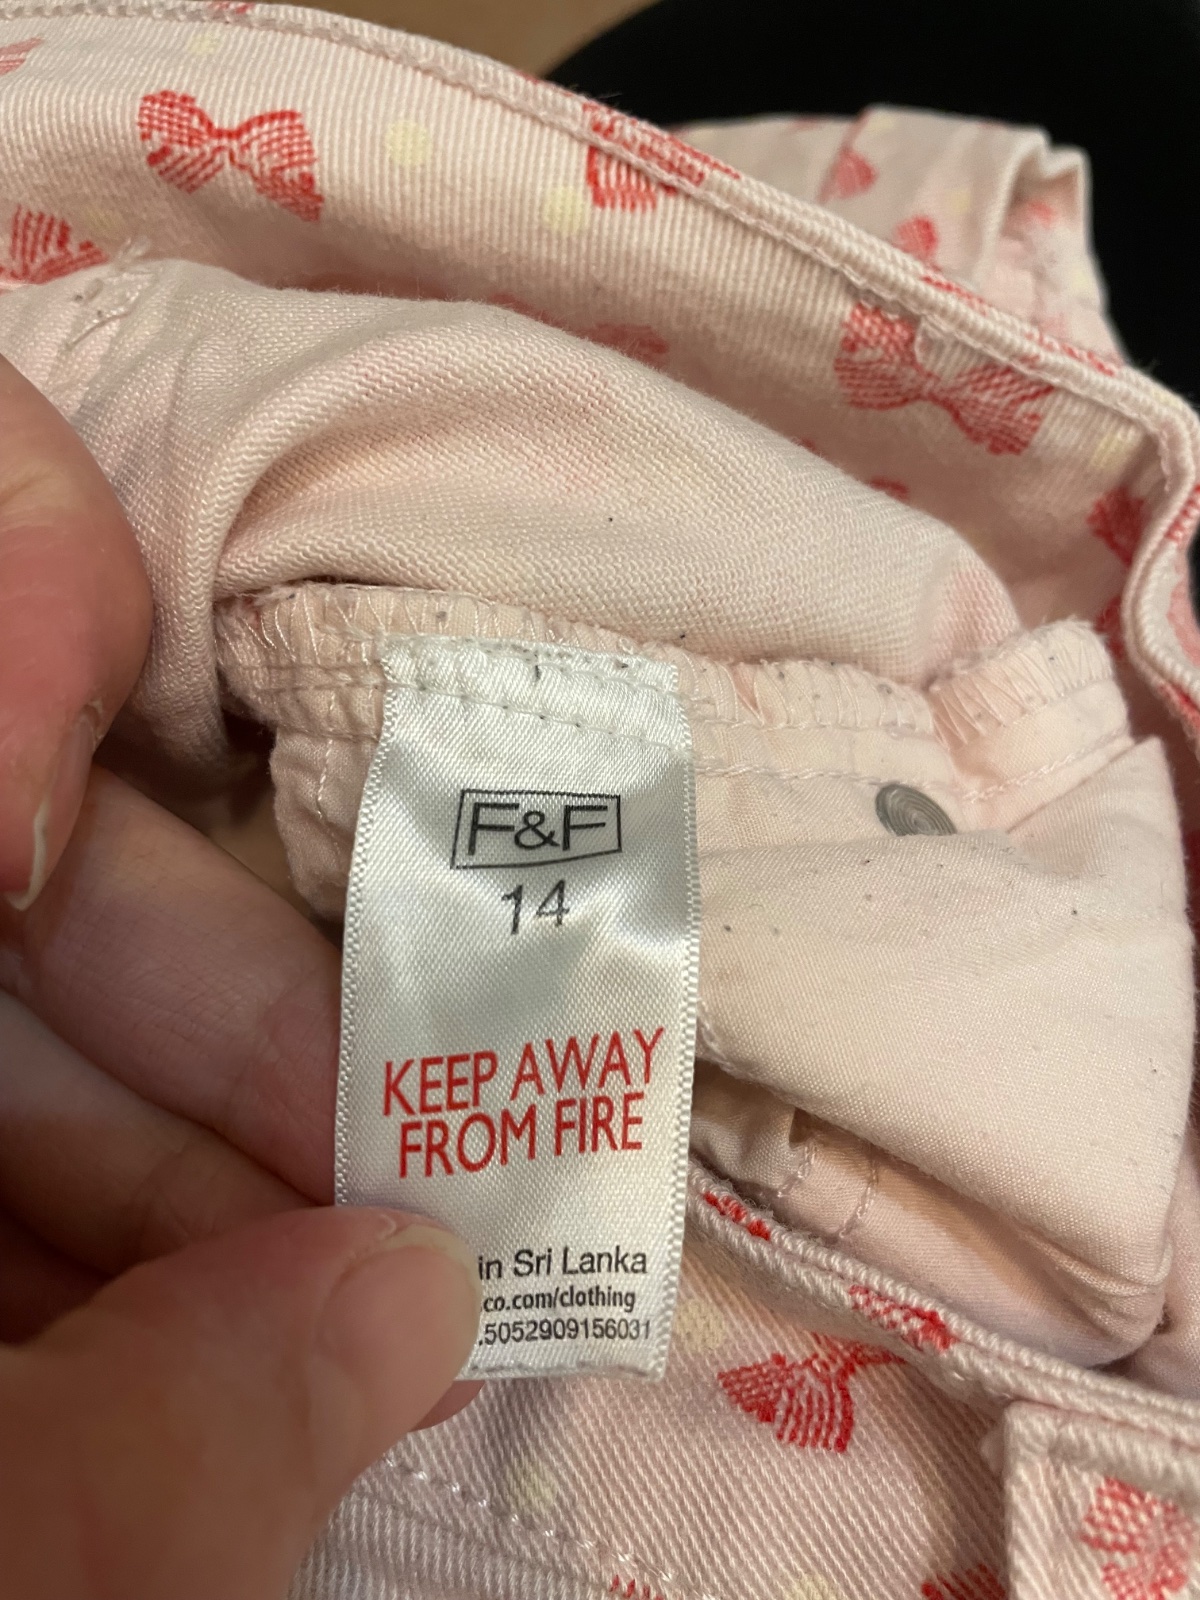 F&F
14
KEEP AWAY
FROM FIRE
in Sri Lanka
co.com/clothing
.5052909156031